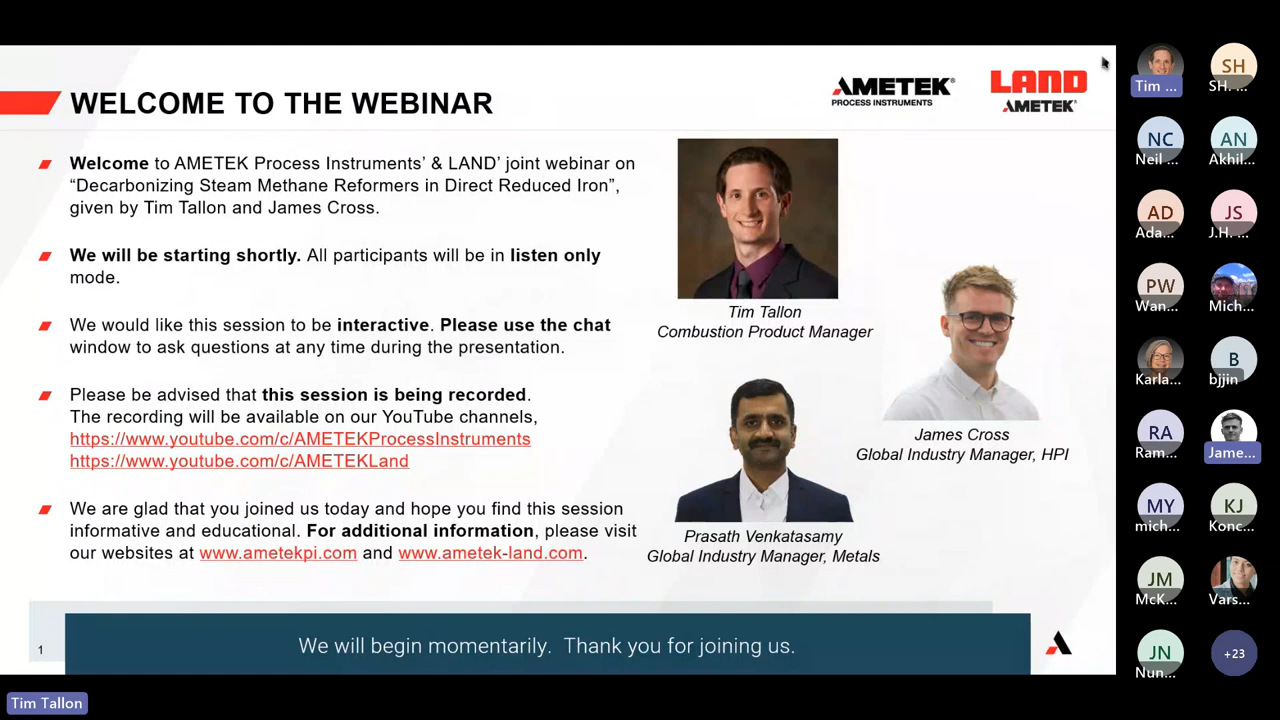 WELCOME TO THE WEBINAR
AMETEK®
PROCESS INSTRUMENTS
LAND
AMETEK®
Welcome to AMETEK Process Instruments’ & LAND’ joint webinar on
“Decarbonizing Steam Methane Reformers in Direct Reduced Iron”,
given by Tim Tallon and James Cross.
We will be starting shortly. All participants will be in listen only
mode.
We would like this session to be interactive. Please use the chat
window to ask questions at any time during the presentation.
Please be advised that this session is being recorded.
The recording will be available on our YouTube channels,
https://www.youtube.com/c/AMETEKProcessInstruments
https://www.youtube.com/c/AMETEKLand
We are glad that you joined us today and hope you find this session
informative and educational. For additional information, please visit
our websites at www.ametekpi.com and www.ametek-land.com.
Tim Tallon
Combustion Product Manager
James Cross
Global Industry Manager, HPI
Prasath Venkatasamy
Global Industry Manager, Metals
1
We will begin momentarily. Thank you for joining us.
Tim Tallon
Tim ...
SH
SH. ...
NC
Neil ...
AN
Akhil...
AD
Ada...
JS
J.H. ...
PW
Wan...
Mich...
Karla...
B
bjjin
RA
Ram...
Jame...
MY
mich...
KJ
Konc...
JM
McK...
Vars...
JN
Nun...
+23